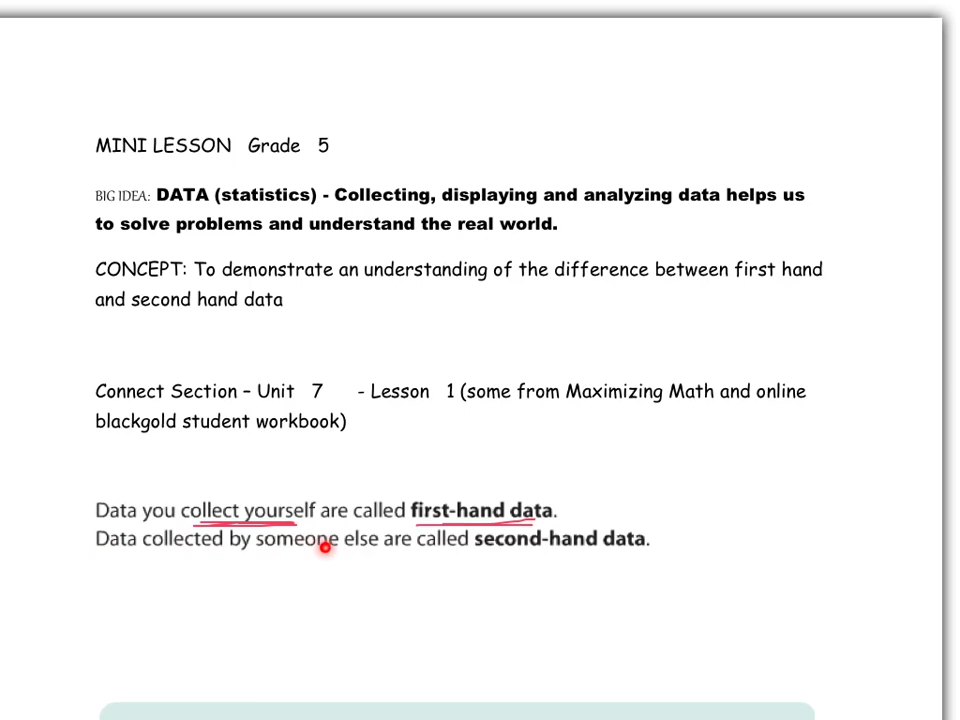 MINI LESSON Grade 5
BIG IDEA: DATA (statistics) - Collecting, displaying and analyzing data helps us
to solve problems and understand the real world.
CONCEPT: To demonstrate an understanding of the difference between first hand
and second hand data
Connect Section – Unit 7 - Lesson 1 (some from Maximizing Math and online
blackgold student workbook)
Data you collect yourself are called first-hand data.
Data collected by someone else are called second-hand data.